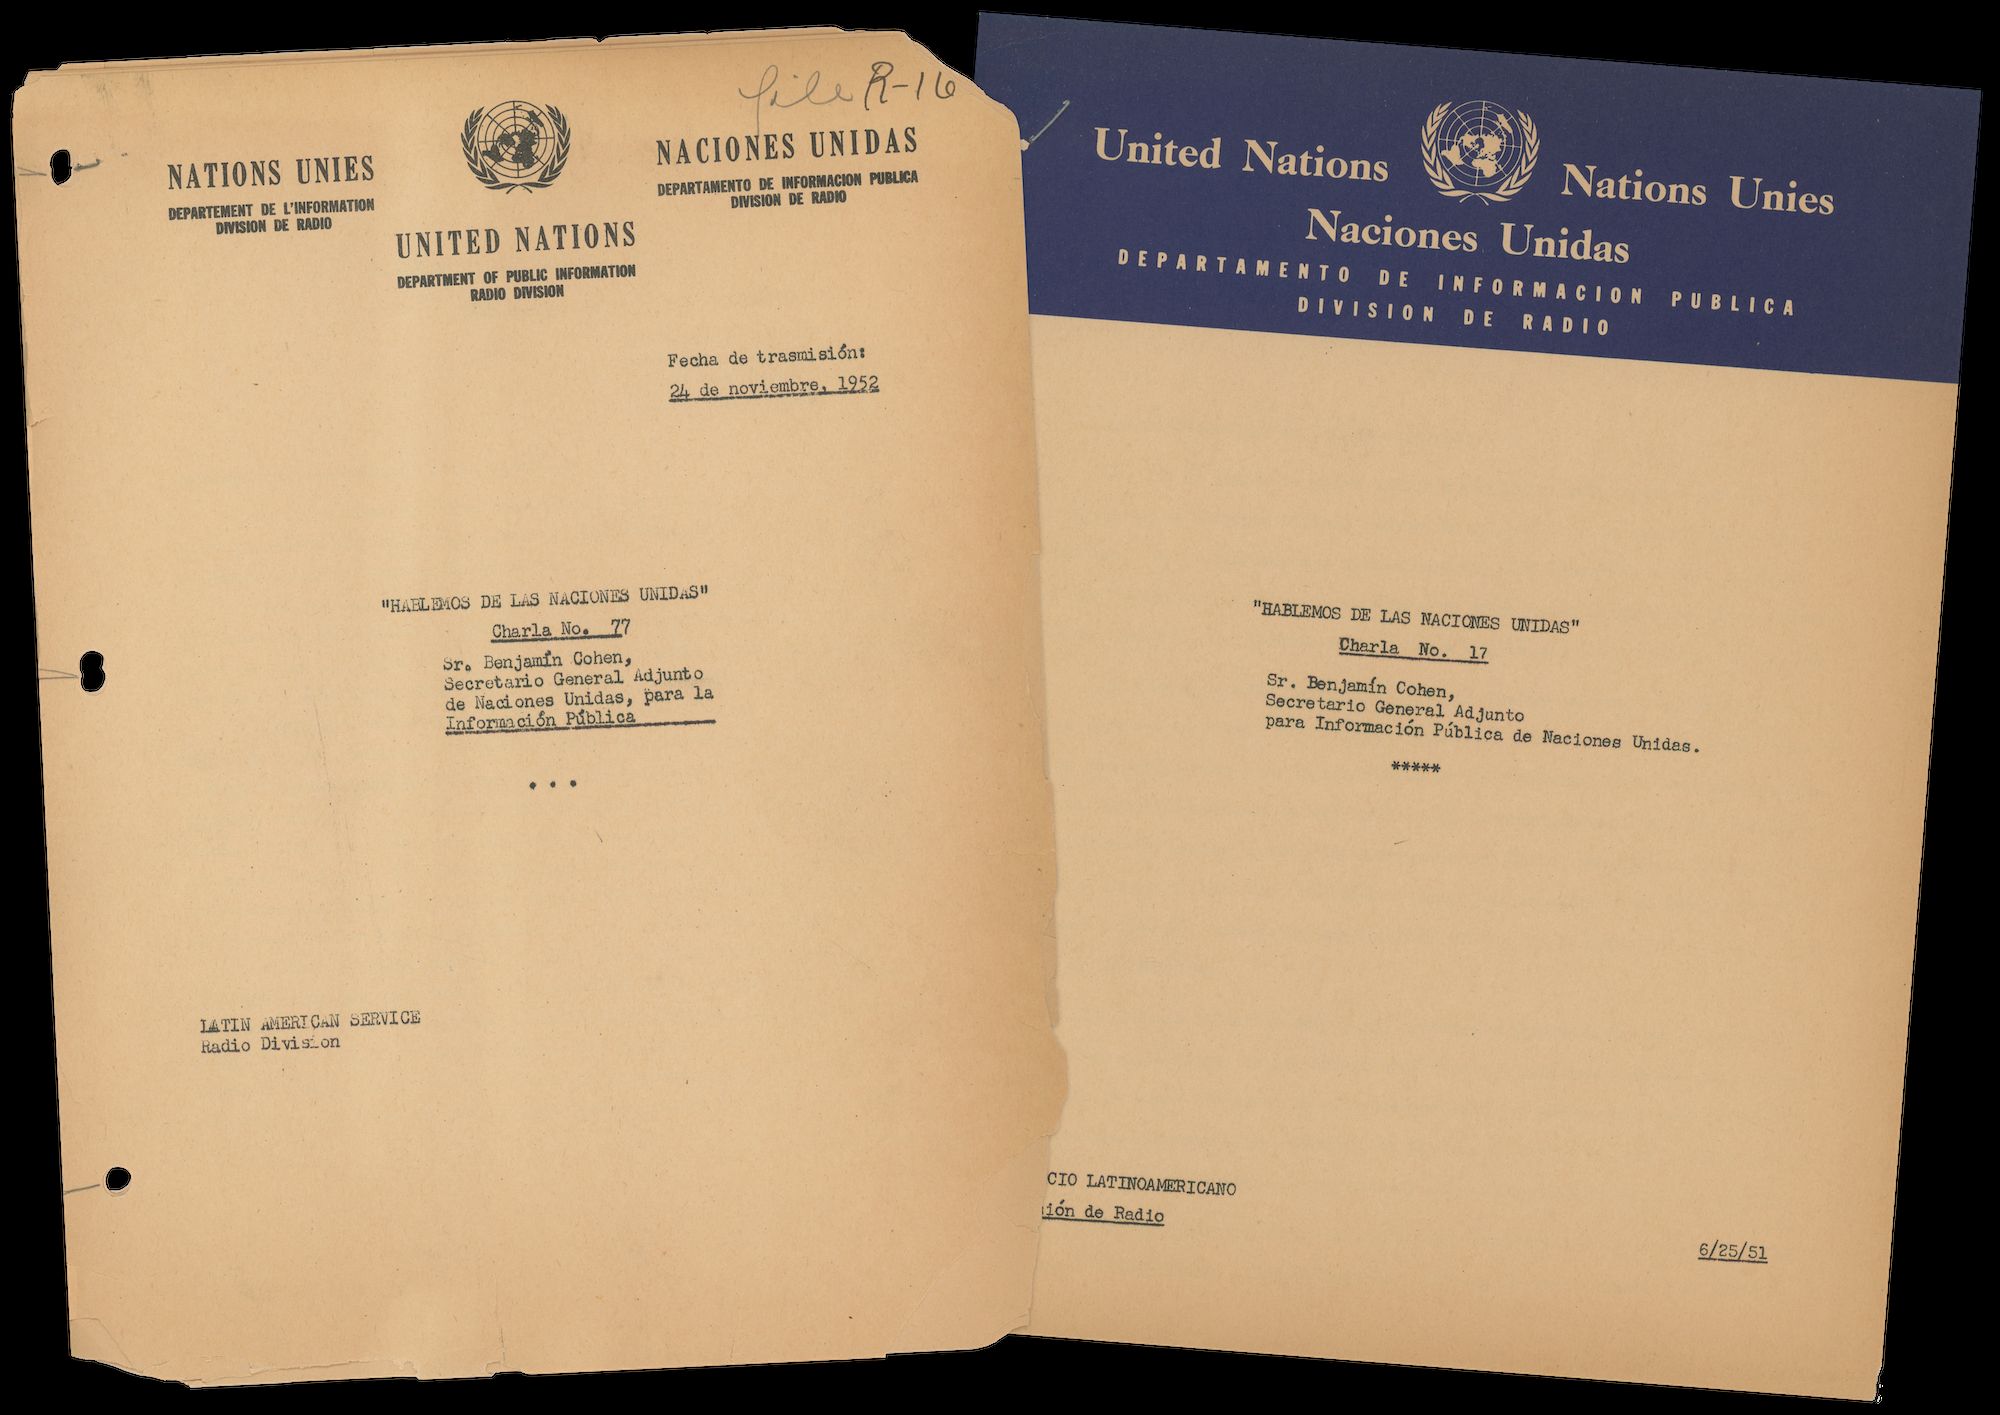 file R-16
NATIONS UNIES
DEPARTEMENT DE L'INFORMATION
DIVISION DE RADIO
NACIONES UNIDAS
DEPARTAMENTO DE INFORMACION PUBLICA
DIVISION DE RADIO
UNITED NATIONS
DEPARTMENT OF PUBLIC INFORMATION
RADIO DIVISION
Fecha de trasmisión:
24 de noviembre, 1952
"HABLEMOS DE LAS NACIONES UNIDAS"
Charla No. 77
Sr. Benjamín Cohen,
Secretario General Adjunto
de Naciones Unidas, para la
Información Pública
...
LATIN AMERICAN SERVICE
Radio Division
United Nations Nations Unies
Naciones Unidas
DEPARTAMENTO DE INFORMACION PUBLICA
DIVISION DE RADIO
"HABLEMOS DE LAS NACIONES UNIDAS"
Charla No. 17
Sr. Benjamín Cohen,
Secretario General Adjunto
para Información Pública de Naciones Unidas.
*****
CIO LATINOAMERICANO
ión de Radio
6/25/51